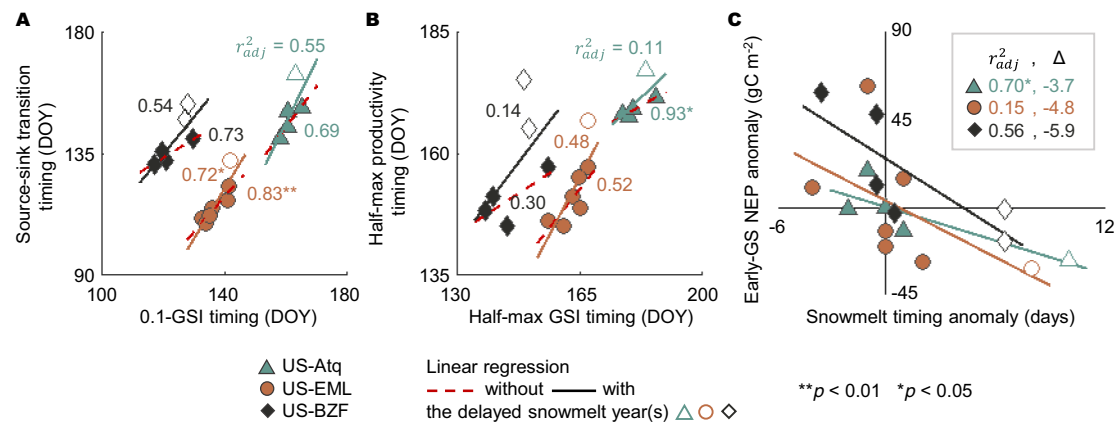 A
Source-sink transition
timing (DOY)
180
135
90
100
140
180
0.1-GSI timing (DOY)
r²adj = 0.55
0.54
0.73
0.69
0.72*
0.83**
B
Half-max productivity
timing (DOY)
185
160
135
130
165
200
Half-max GSI timing (DOY)
r²adj = 0.11
0.14
0.93*
0.48
0.52
0.30
C
Early-GS NEP anomaly (gC m-2)
90
45
-45
-6
12
Snowmelt timing anomaly (days)
r²adj , Δ
0.70*, -3.7
0.15, -4.8
0.56, -5.9
US-Atq
US-EML
US-BZF
Linear regression
without with
the delayed snowmelt year(s)
**p < 0.01 *p < 0.05